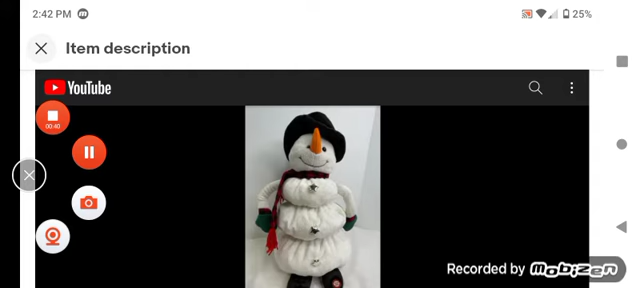 2:42 PM m 25%
Item description
YouTube
00:40
Recorded by mobizen